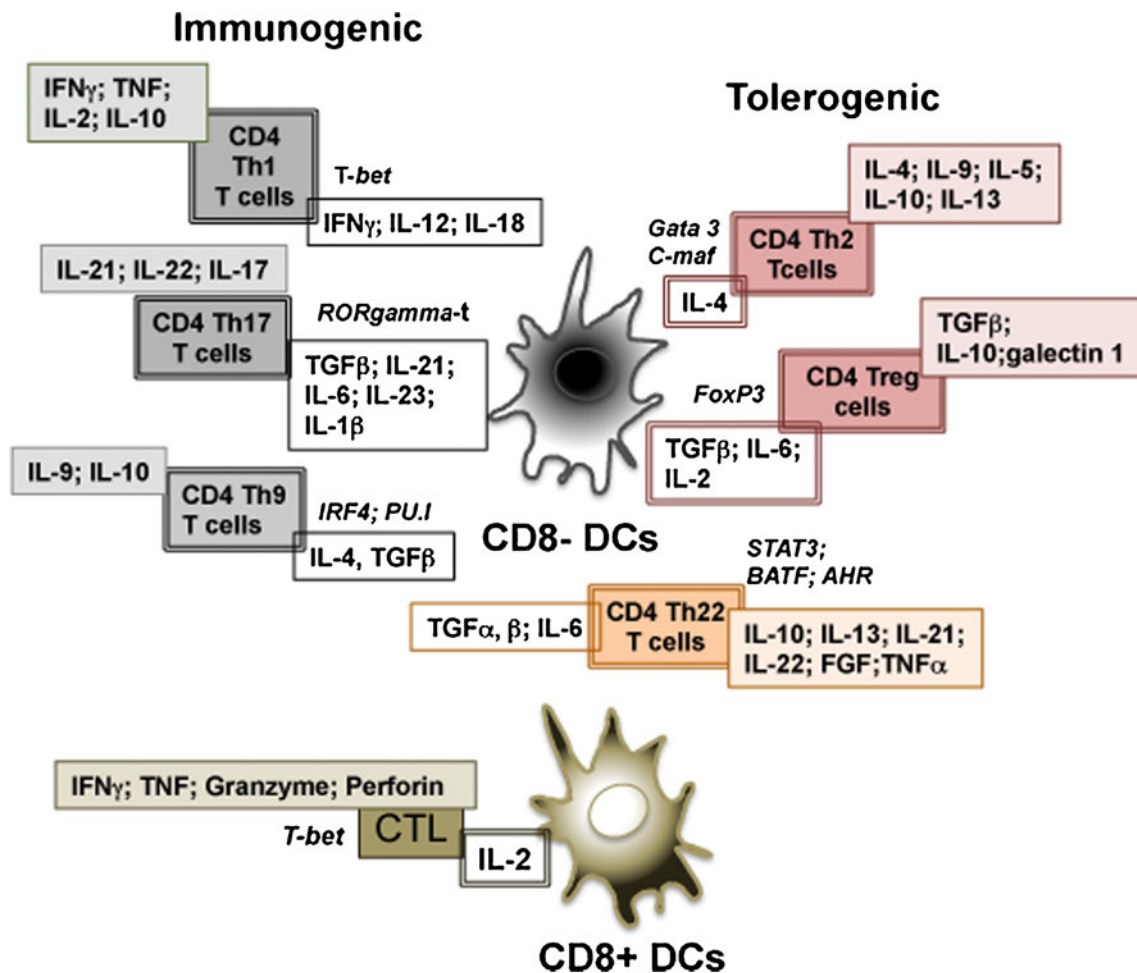 Immunogenic
IFNγ; TNF;
IL-2; IL-10
CD4
Th1
T cells
T-bet
IFNγ; IL-12; IL-18
IL-21; IL-22; IL-17
CD4 Th17
T cells
RORgamma-t
TGFβ; IL-21;
IL-6; IL-23;
IL-1β
IL-9; IL-10
CD4 Th9
T cells
IRF4; PU.I
IL-4, TGFβ
Tolerogenic
IL-4; IL-9; IL-5;
IL-10; IL-13
Gata 3
C-maf
CD4 Th2
Tcells
IL-4
TGFβ;
IL-10;galectin 1
FoxP3
CD4 Treg
cells
TGFβ; IL-6;
IL-2
CD8- DCs
STAT3;
BATF; AHR
TGFα, β; IL-6
CD4 Th22
T cells
IL-10; IL-13; IL-21;
IL-22; FGF;TNFα
IFNγ; TNF; Granzyme; Perforin
T-bet
CTL
IL-2
CD8+ DCs